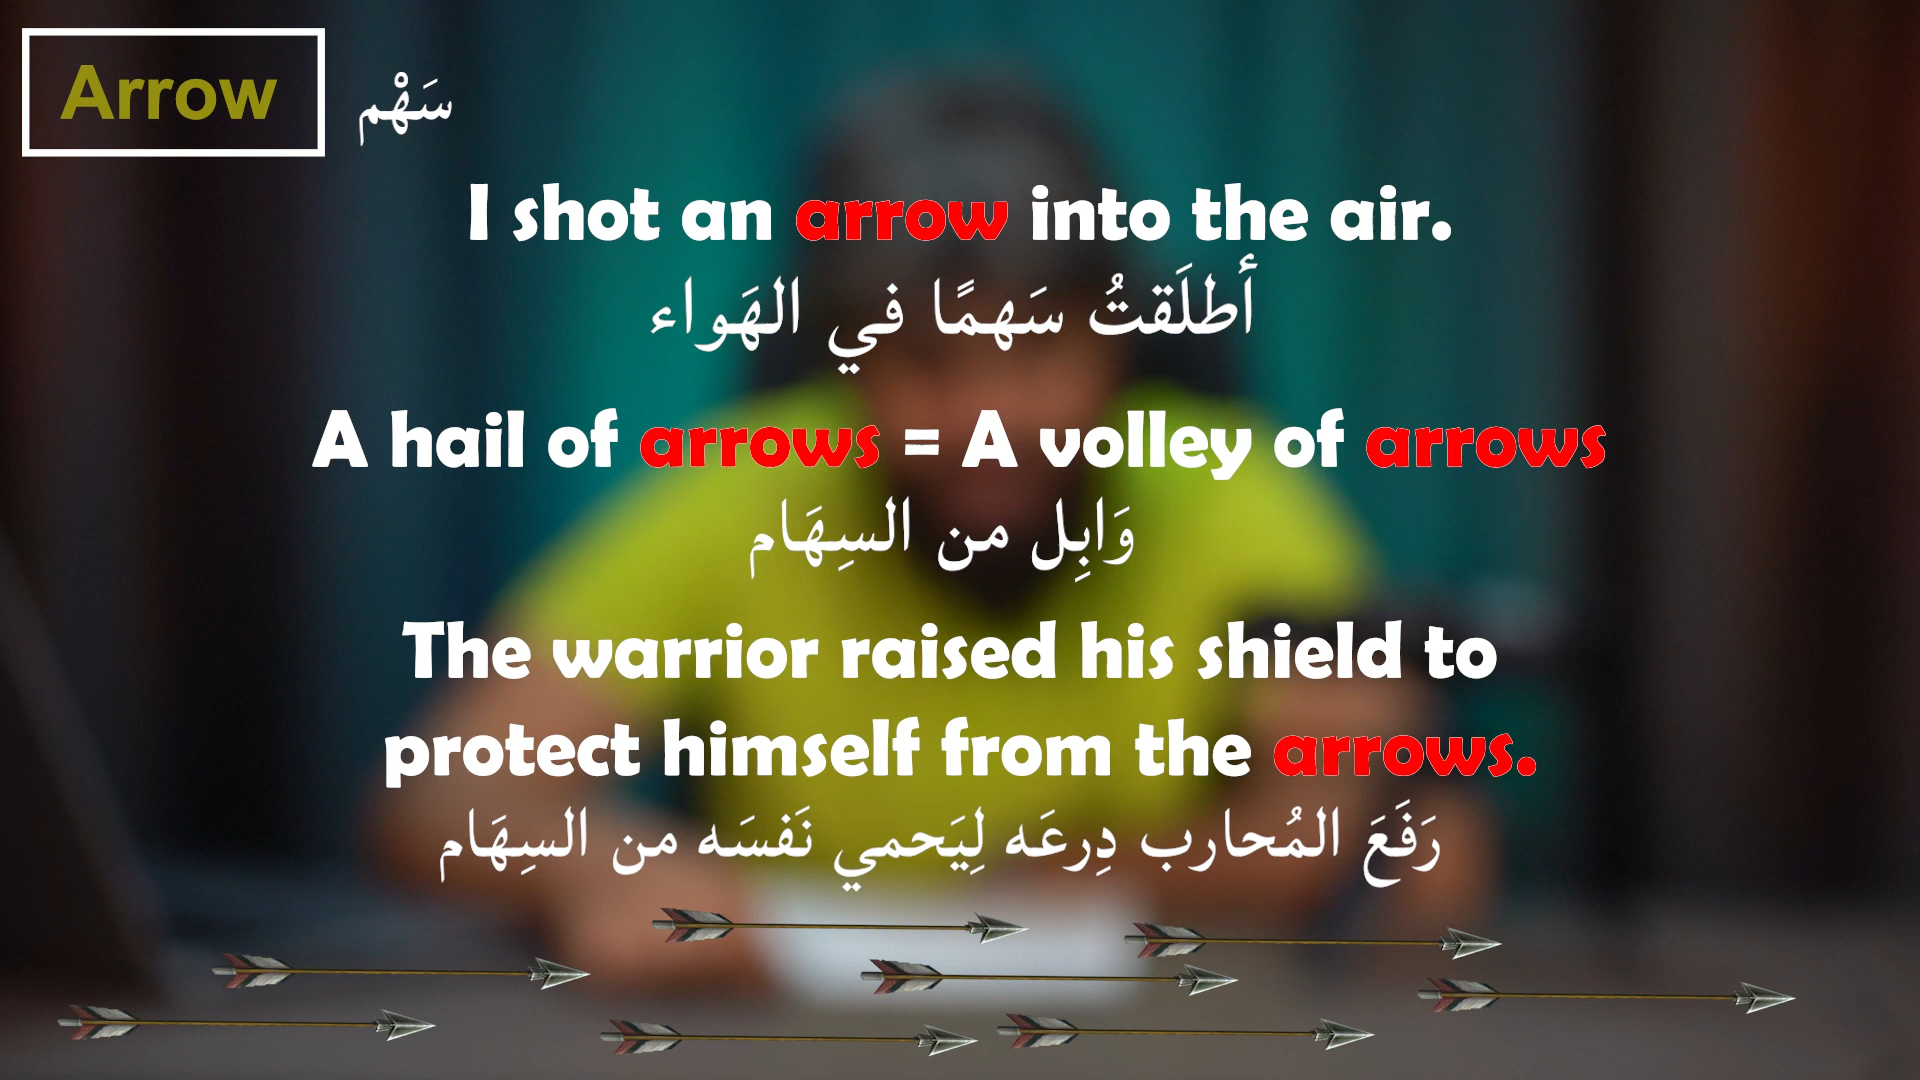 Arrow
سَهْم
I shot an arrow into the air.
أطلَقتُ سَهمًا في الهَواء
A hail of arrows = A volley of arrows
وَابِل من السِهَام
The warrior raised his shield to
protect himself from the arrows.
رَفَعَ المُحارب دِرعَه لِيَحمي نَفسَه من السِهَام